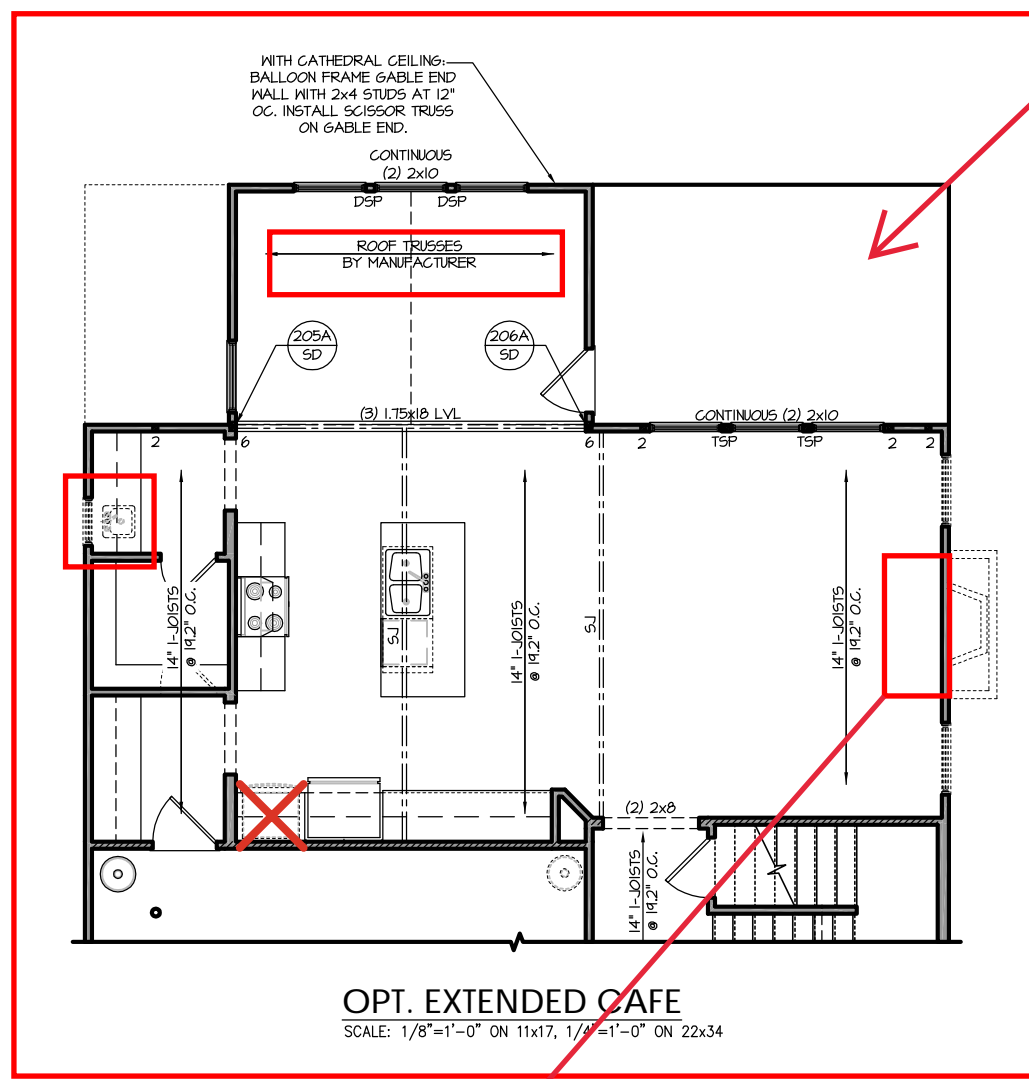 WITH CATHEDRAL CEILING:
BALLOON FRAME GABLE END
WALL WITH 2x4 STUDS AT 12"
OC. INSTALL SCISSOR TRUSS
ON GABLE END.
CONTINUOUS
(2) 2x10
DSP
DSP
ROOF TRUSSES
BY MANUFACTURER
205A
SD
206A
SD
(3) 1.75x18 LVL
CONTINUOUS (2) 2x10
2
6
6
2
TSP
TSP
2
2
14" I-JOISTS
@ 19.2" O.C.
SJ
14" I-JOISTS
@ 19.2" O.C.
SJ
14" I-JOISTS
@ 19.2" O.C.
(2) 2x8
14" I-JOISTS
@ 19.2" O.C.
OPT. EXTENDED CAFE
SCALE: 1/8"=1'-0" ON 11x17, 1/4"=1'-0" ON 22x34